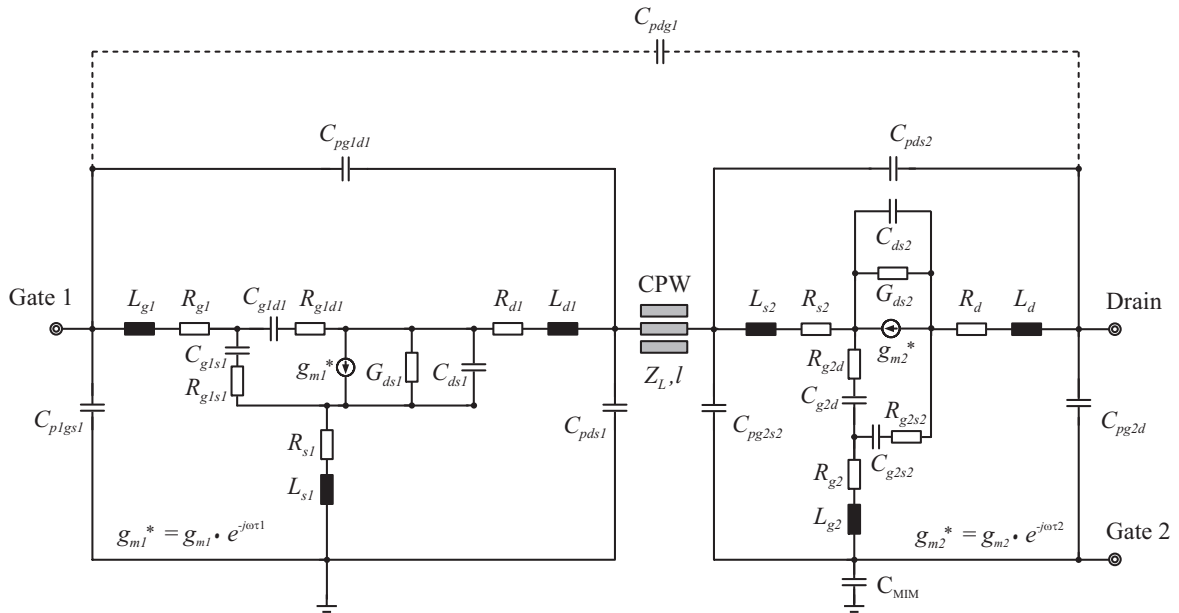 C_pdg1
C_pg1d1
C_pds2
C_ds2
Gate 1
L_g1
R_g1
C_g1d1
R_g1d1
R_d1
L_d1
CPW
L_s2
R_s2
G_ds2
R_d
L_d
Drain
C_g1s1
R_g1s1
g_m1*
G_ds1
C_ds1
Z_L, l
g_m2*
R_g2d
C_g2d
R_g2s2
C_g2s2
C_p1gs1
C_pds1
C_pg2s2
C_pg2d
R_s1
L_s1
R_g2
L_g2
g_m1* = g_m1 · e^-jωτ1
g_m2* = g_m2 · e^-jωτ2
Gate 2
C_MIM